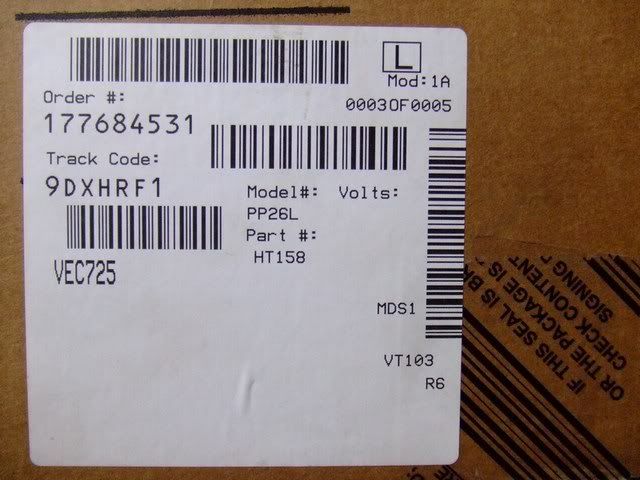 L
Mod:1A
Order #:
0003OF0005
177684531
Track Code:
9DXHRF1
Model#: Volts:
PP26L
Part #:
HT158
VEC725
MDS1
VT103
R6
IF THIS SEAL IS BR
OR THE PACKAGE IS
CHECK CONTENT
SIGNING